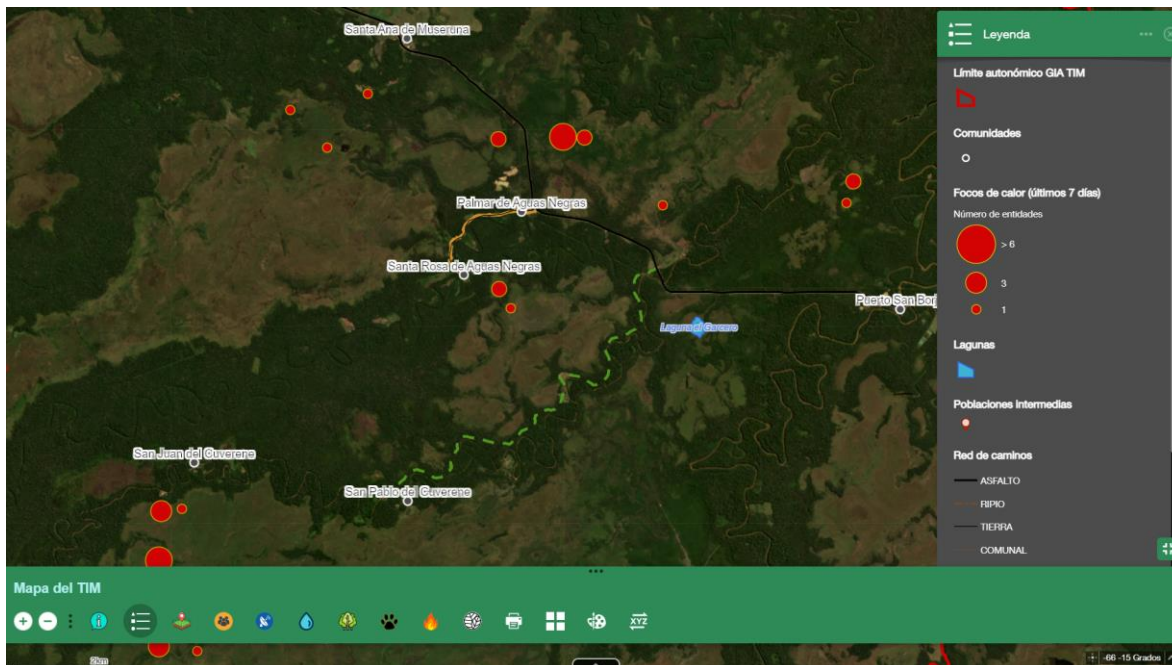 Santa Ana de Museruna
Palmar de Aguas Negras
Santa Rosa de Aguas Negras
Puerto San Borj
San Juan del Cuverene
San Pablo del Cuverene
Leyenda
Límite autonómico GIA TIM
Comunidades
Focos de calor (últimos 7 días)
Número de entidades
> 6
3
1
Lagunas
Poblaciones intermedias
Red de caminos
ASFALTO
RIPIO
TIERRA
COMUNAL
Mapa del TIM
XYZ
2km
-66 -15 Grados